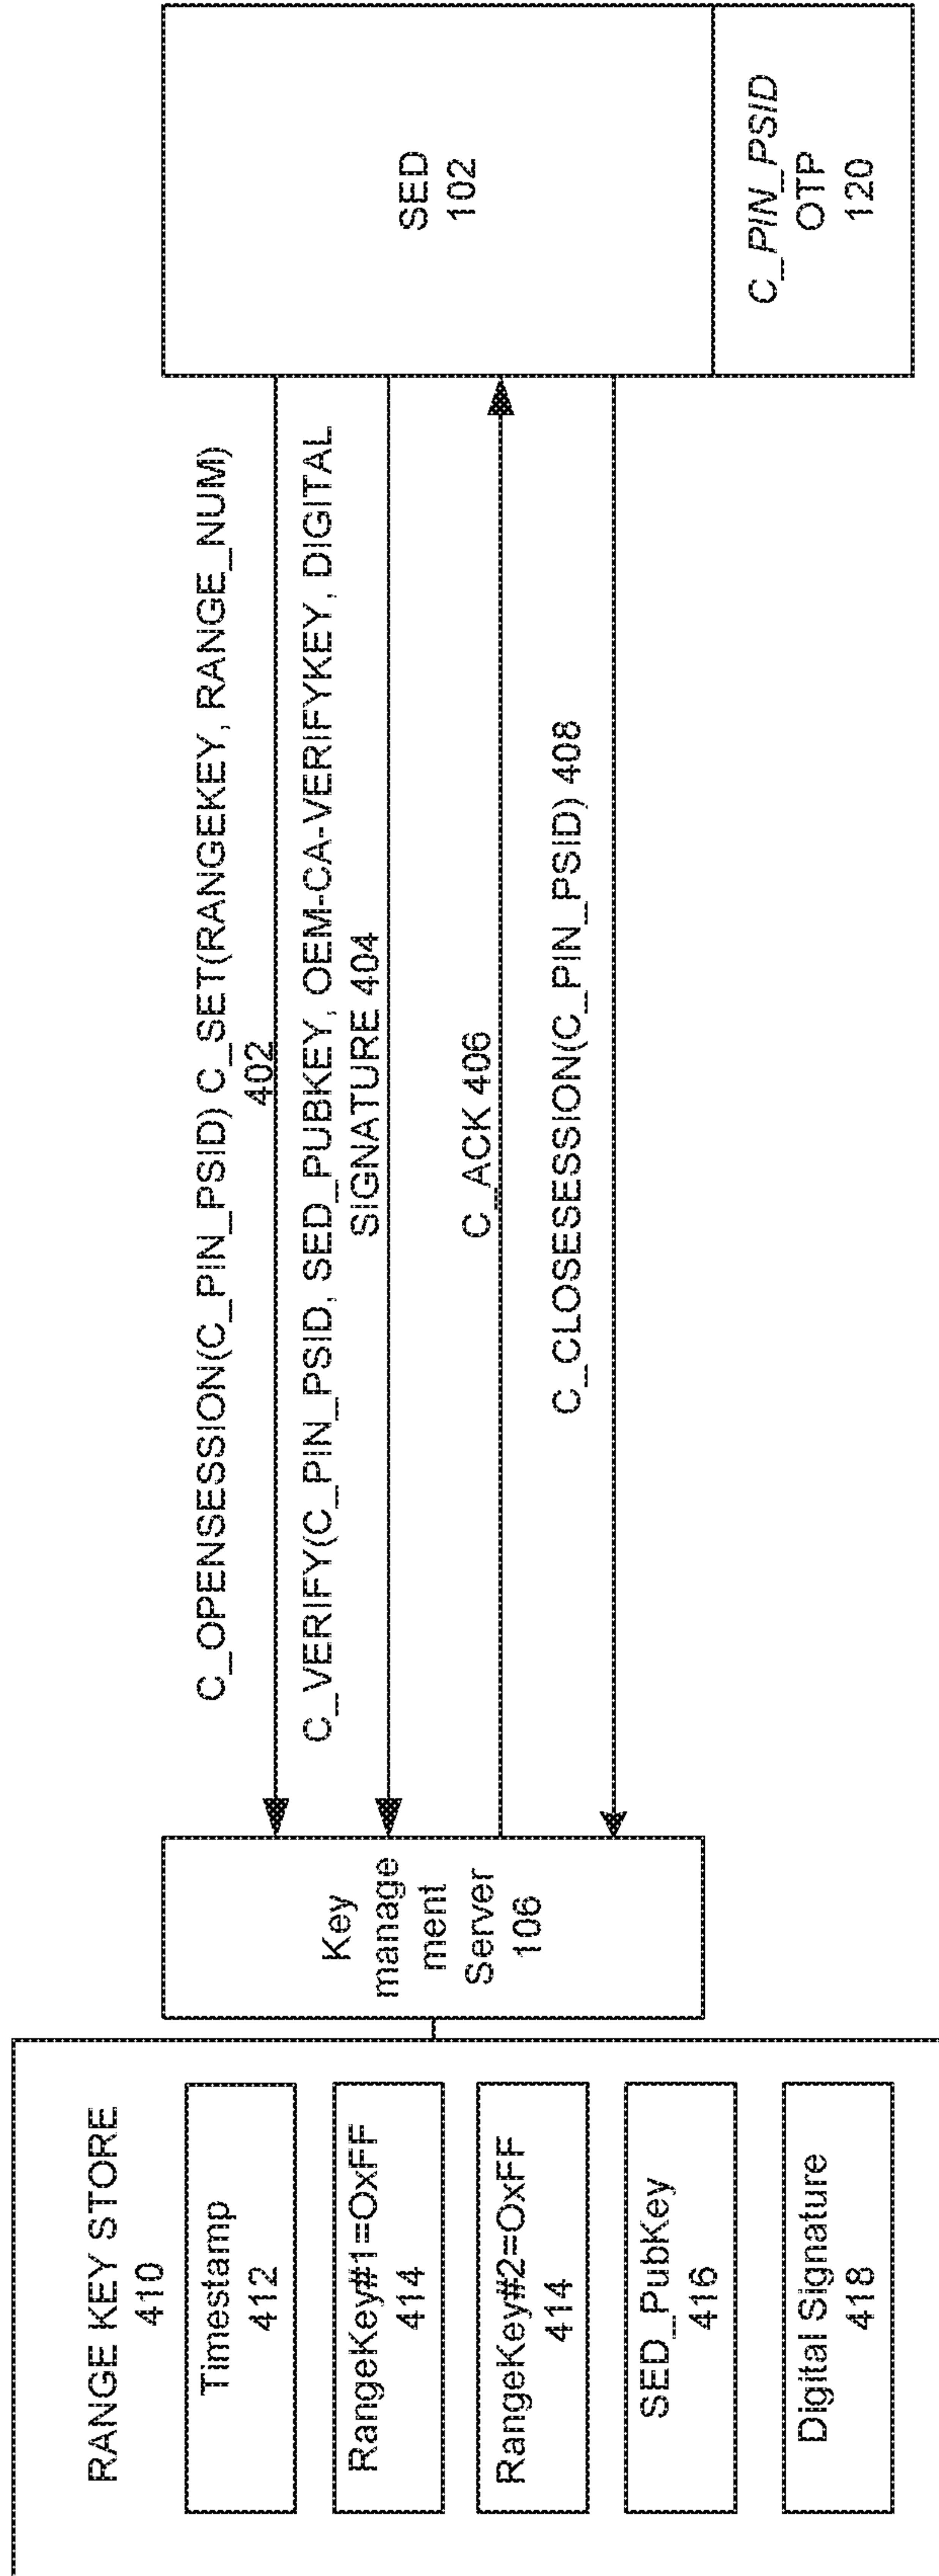 RANGE KEY STORE
410
Timestamp
412
RangeKey#1=OxFF
414
RangeKey#2=OxFF
414
SED_PubKey
416
Digital Signature
418
Key
manage
ment
Server
106
C_OPENSESSION(C_PIN_PSID) C_SET(RANGEKEY, RANGE_NUM)
402
C_VERIFY(C_PIN_PSID, SED_PUBKEY, OEM-CA-VERIFYKEY, DIGITAL
SIGNATURE 404
C_ACK 406
C_CLOSESESSION(C_PIN_PSID) 408
SED
102
C_PIN_PSID
OTP
120